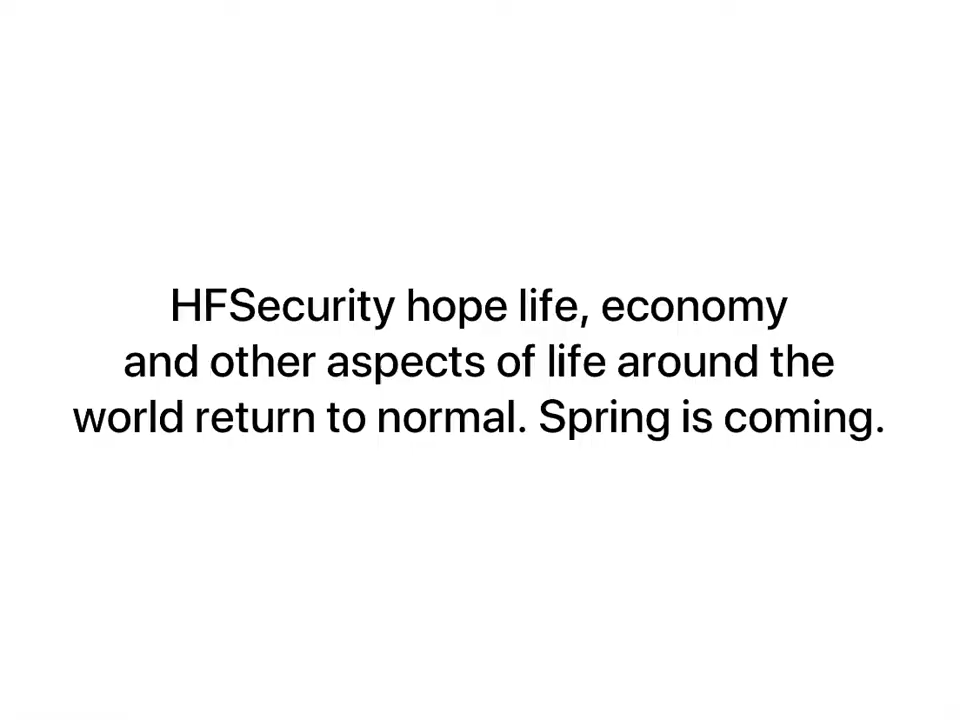 HFSecurity hope life, economy
and other aspects of life around the
world return to normal. Spring is coming.